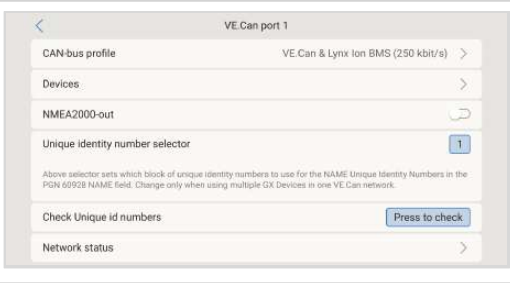 VE.Can port 1
CAN-bus profile VE.Can & Lynx Ion BMS (250 kbit/s)
Devices
NMEA2000-out
Unique identity number selector 1
Above selector sets which block of unique identity numbers to use for the NAME Unique Identity Numbers in the
PGN 60928 NAME field. Change only when using multiple GX Devices in one VE.Can network.
Check Unique id numbers Press to check
Network status